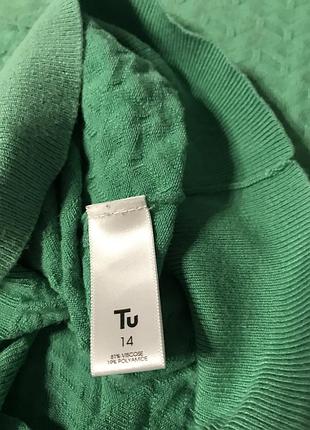 Tu
14
81% VISCOSE
19% POLYAMIDE